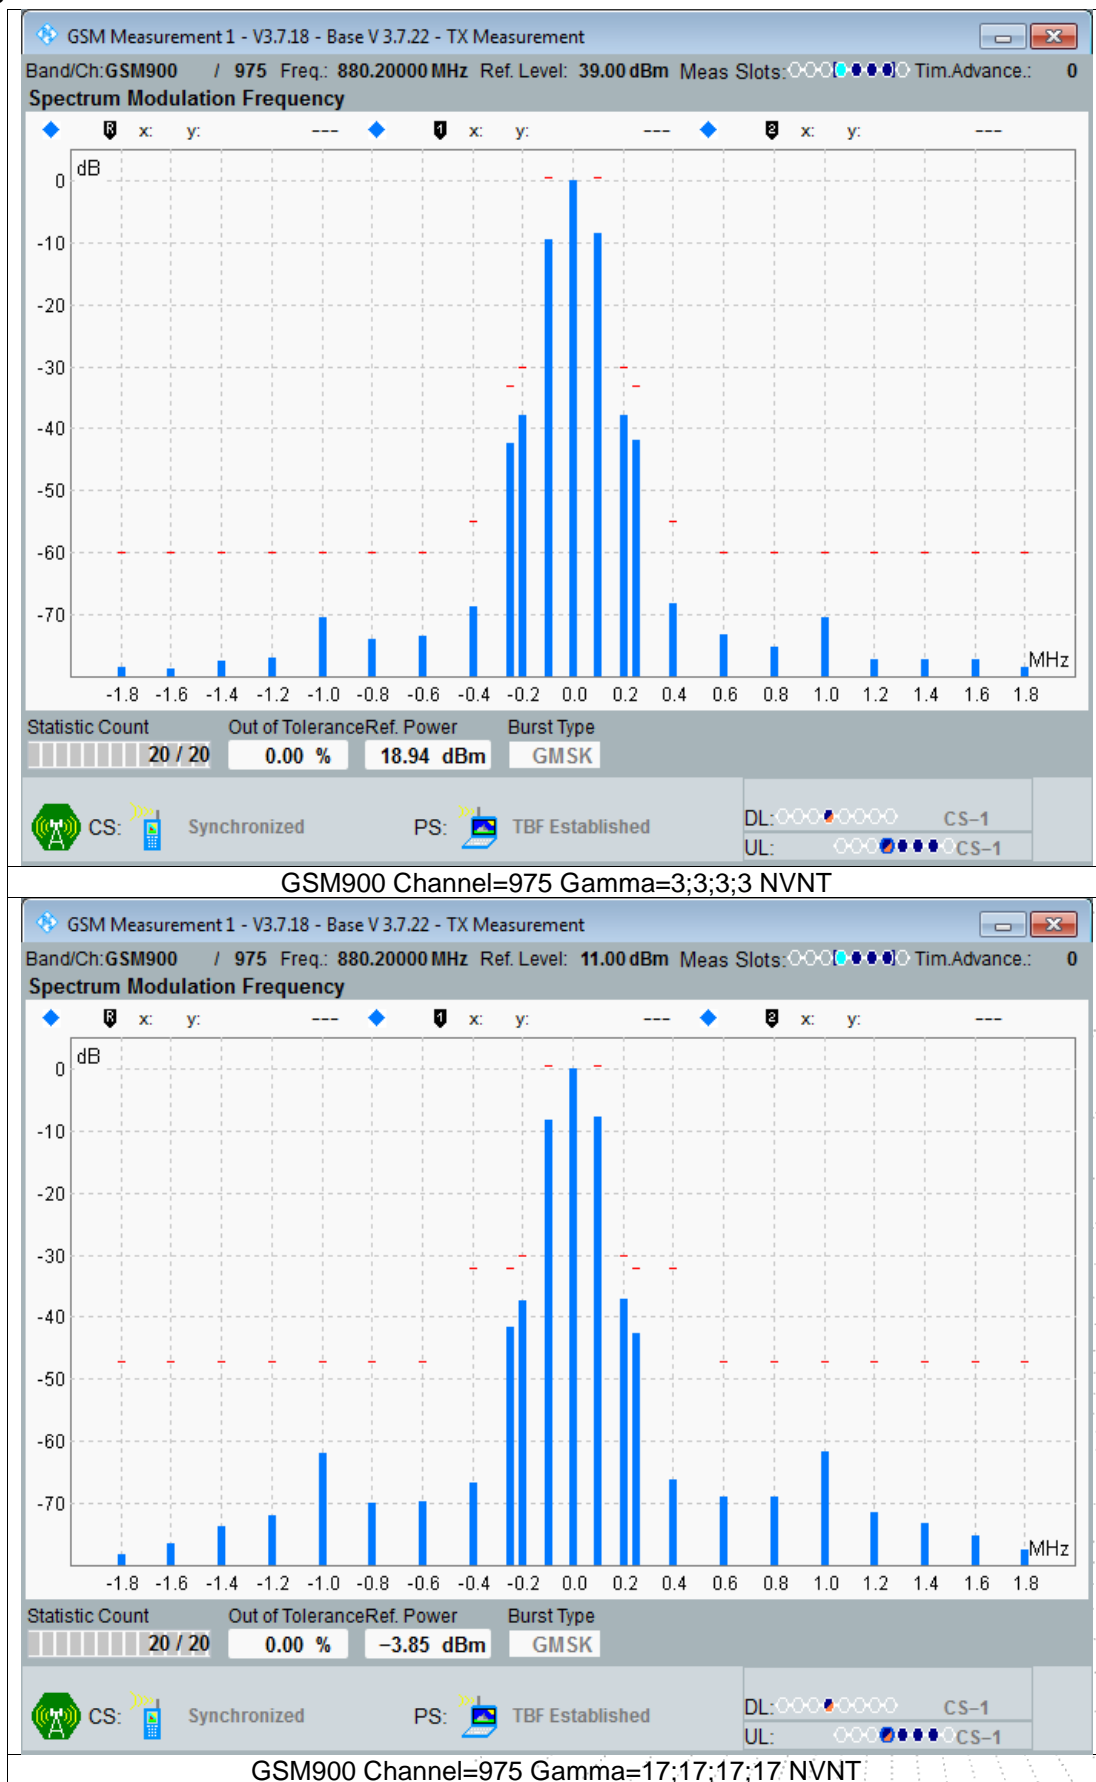 GSM Measurement 1 - V3.7.18 - Base V 3.7.22 - TX Measurement
Band/Ch: GSM900 / 975 Freq.: 880.20000 MHz Ref. Level: 39.00 dBm Meas Slots: Tim.Advance.: 0
Spectrum Modulation Frequency
R x: y: --- 1 x: y: --- 2 x: y: ---
dB
0
-10
-20
-30
-40
-50
-60
-70
MHz
-1.8 -1.6 -1.4 -1.2 -1.0 -0.8 -0.6 -0.4 -0.2 0.0 0.2 0.4 0.6 0.8 1.0 1.2 1.4 1.6 1.8
Statistic Count Out of Tolerance Ref. Power Burst Type
20 / 20 0.00 % 18.94 dBm GMSK
CS: Synchronized PS: TBF Established
DL: CS-1
UL: CS-1
GSM900 Channel=975 Gamma=3;3;3;3 NVNT
GSM Measurement 1 - V3.7.18 - Base V 3.7.22 - TX Measurement
Band/Ch: GSM900 / 975 Freq.: 880.20000 MHz Ref. Level: 11.00 dBm Meas Slots: Tim.Advance.: 0
Spectrum Modulation Frequency
R x: y: --- 1 x: y: --- 2 x: y: ---
dB
0
-10
-20
-30
-40
-50
-60
-70
MHz
-1.8 -1.6 -1.4 -1.2 -1.0 -0.8 -0.6 -0.4 -0.2 0.0 0.2 0.4 0.6 0.8 1.0 1.2 1.4 1.6 1.8
Statistic Count Out of Tolerance Ref. Power Burst Type
20 / 20 0.00 % -3.85 dBm GMSK
CS: Synchronized PS: TBF Established
DL: CS-1
UL: CS-1
GSM900 Channel=975 Gamma=17;17;17;17 NVNT